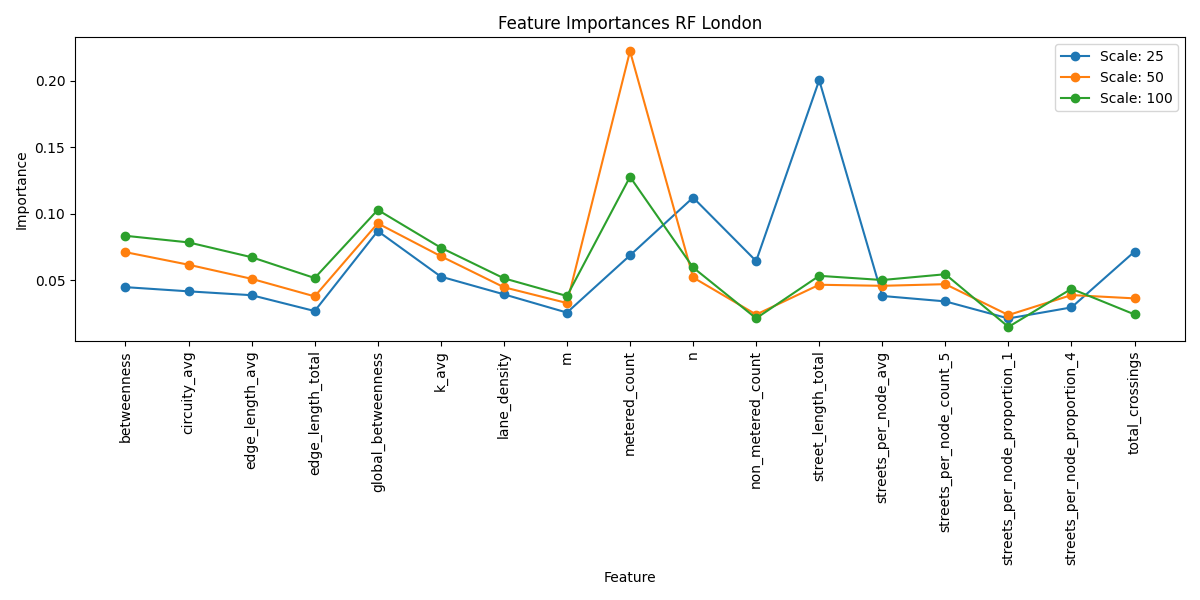 Feature Importances RF London
Scale: 25
Scale: 50
Scale: 100
Importance
0.20
0.15
0.10
0.05
betweenness
circuity_avg
edge_length_avg
edge_length_total
global_betweenness
k_avg
lane_density
m
metered_count
n
non_metered_count
street_length_total
streets_per_node_avg
streets_per_node_count_5
streets_per_node_proportion_1
streets_per_node_proportion_4
total_crossings
Feature